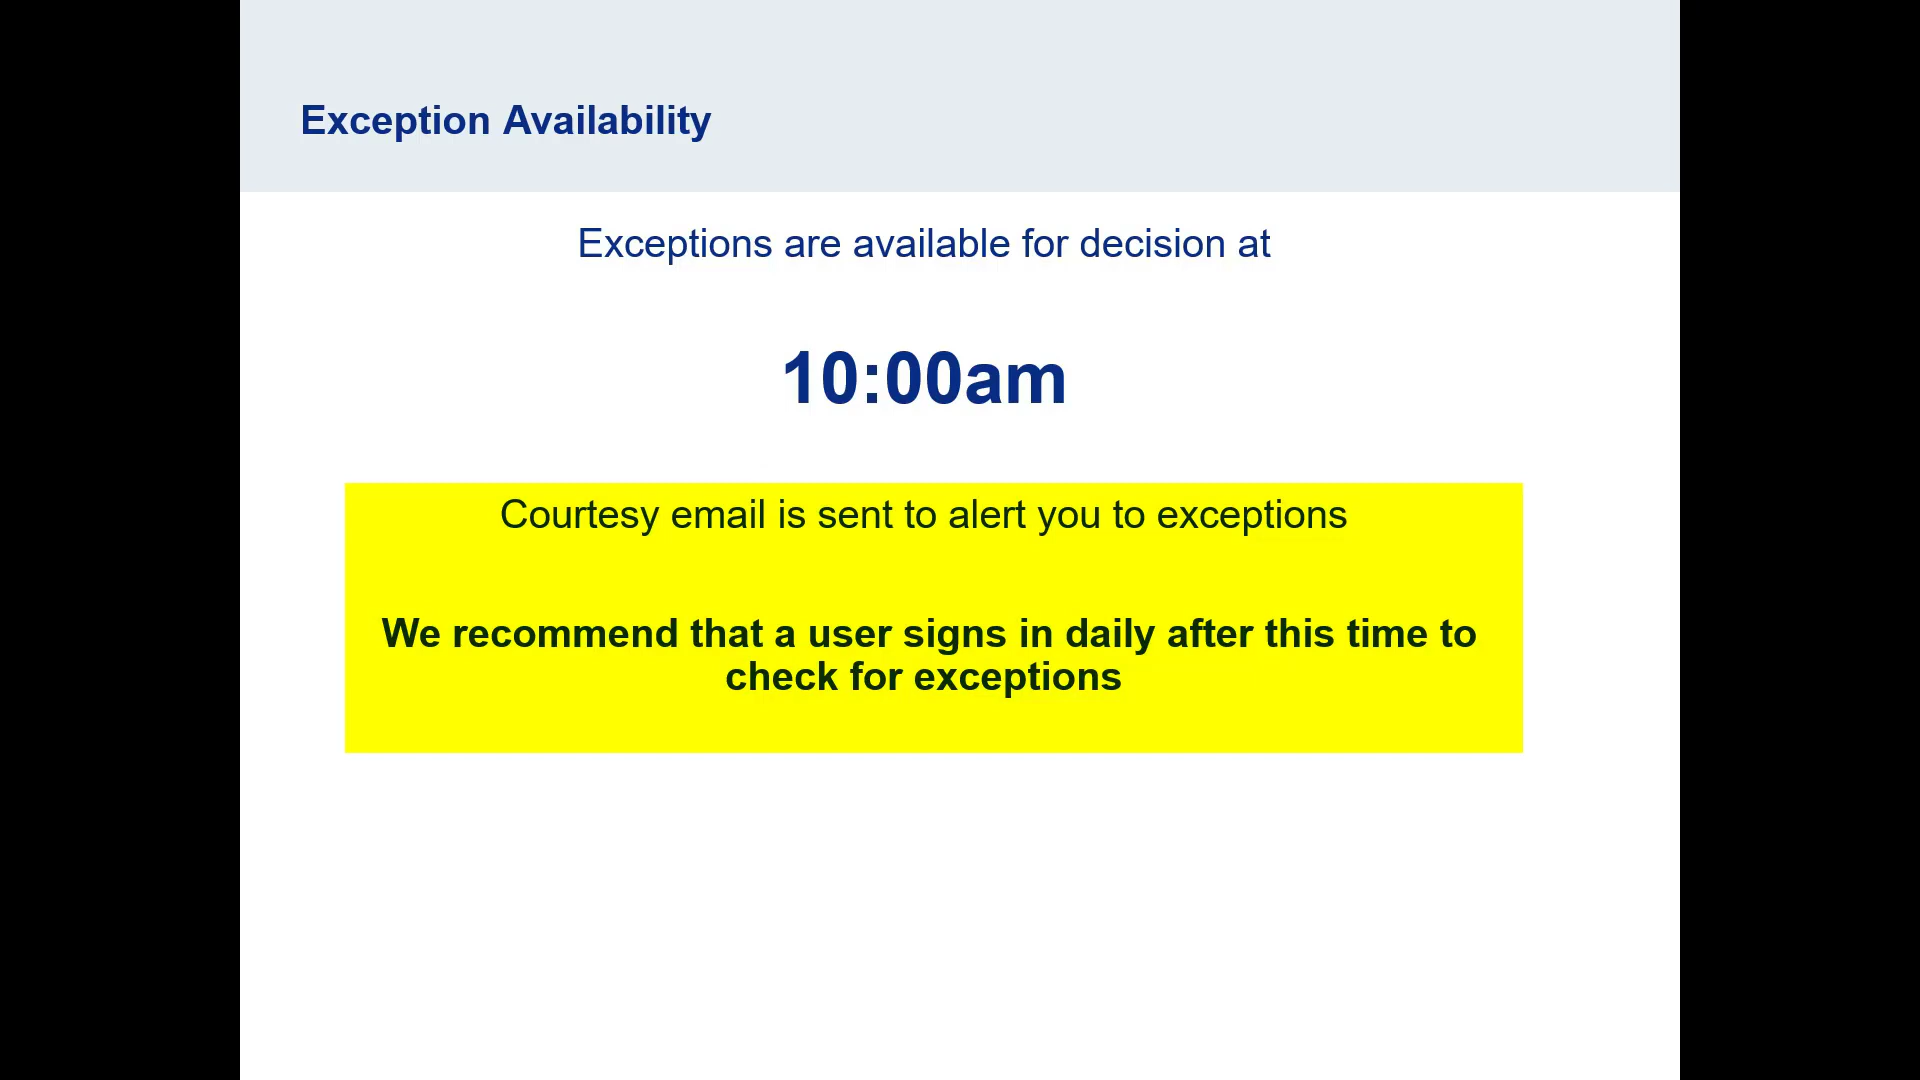 Exception Availability
Exceptions are available for decision at
10:00am
Courtesy email is sent to alert you to exceptions
We recommend that a user signs in daily after this time to
check for exceptions